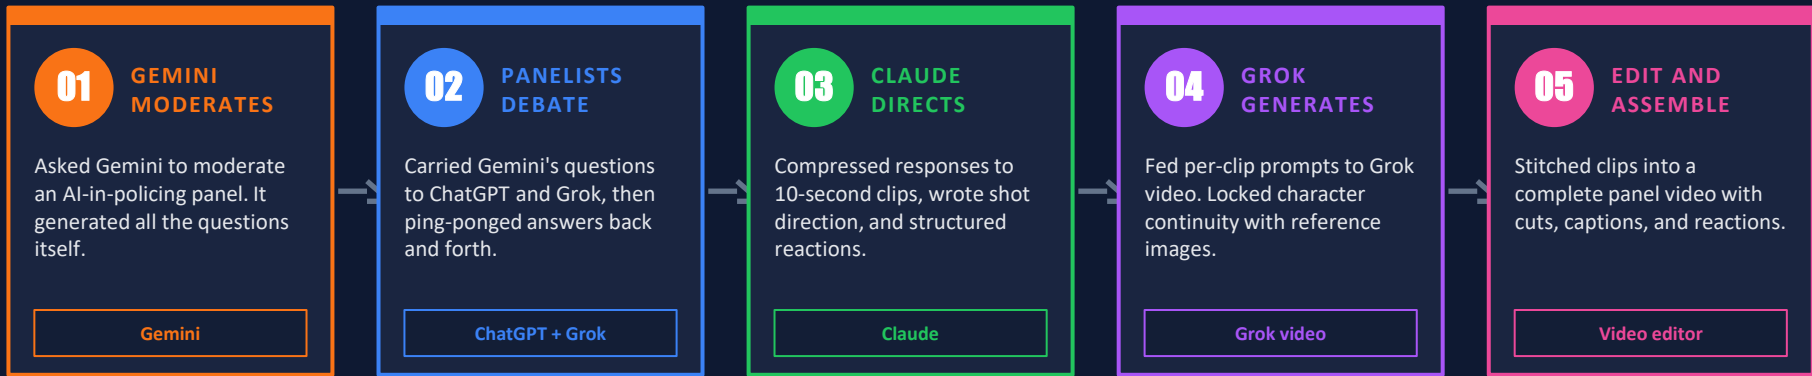 01
GEMINI
MODERATES
Asked Gemini to moderate
an AI-in-policing panel. It
generated all the questions
itself.
Gemini
02
PANELISTS
DEBATE
Carried Gemini's questions
to ChatGPT and Grok, then
ping-ponged answers back
and forth.
ChatGPT + Grok
03
CLAUDE
DIRECTS
Compressed responses to
10-second clips, wrote shot
direction, and structured
reactions.
Claude
04
GROK
GENERATES
Fed per-clip prompts to Grok
video. Locked character
continuity with reference
images.
Grok video
05
EDIT AND
ASSEMBLE
Stitched clips into a
complete panel video with
cuts, captions, and reactions.
Video editor